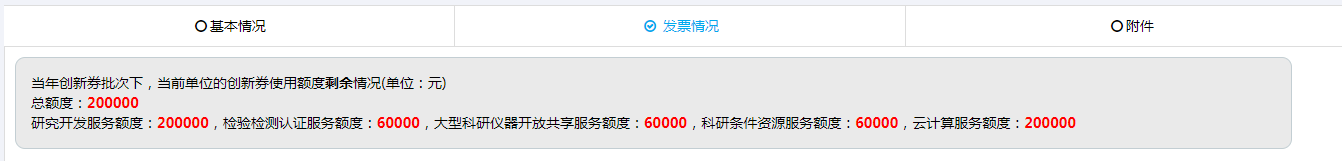 基本情况
发票情况
附件
当年创新券批次下，当前单位的创新券使用额度剩余情况(单位：元)
总额度：200000
研究开发服务额度：200000，检验检测认证服务额度：60000，大型科研仪器开放共享服务额度：60000，科研条件资源服务额度：60000，云计算服务额度：200000